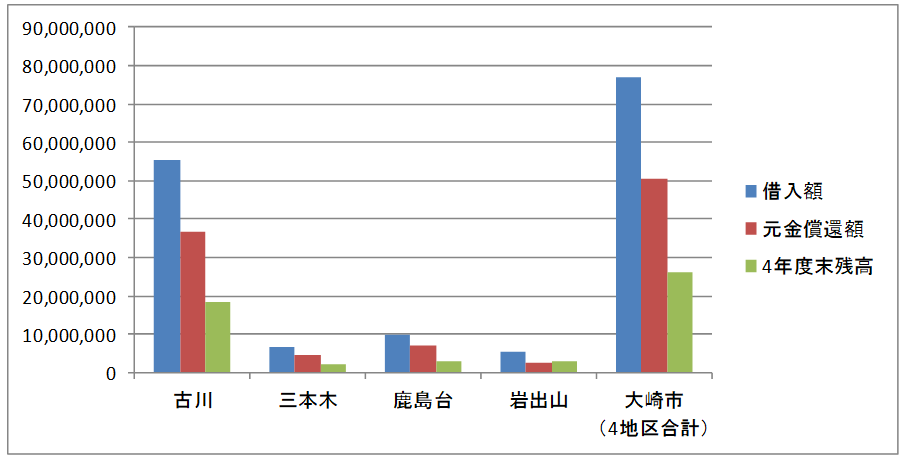 90,000,000
80,000,000
70,000,000
60,000,000
50,000,000
40,000,000
30,000,000
20,000,000
10,000,000
0
古川
三本木
鹿島台
岩出山
大崎市
（4地区合計）
借入額
元金償還額
4年度末残高